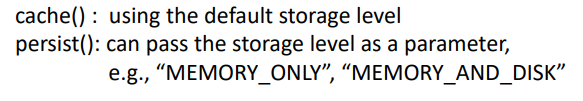 cache() : using the default storage level
persist(): can pass the storage level as a parameter,
e.g., “MEMORY_ONLY”, “MEMORY_AND_DISK”